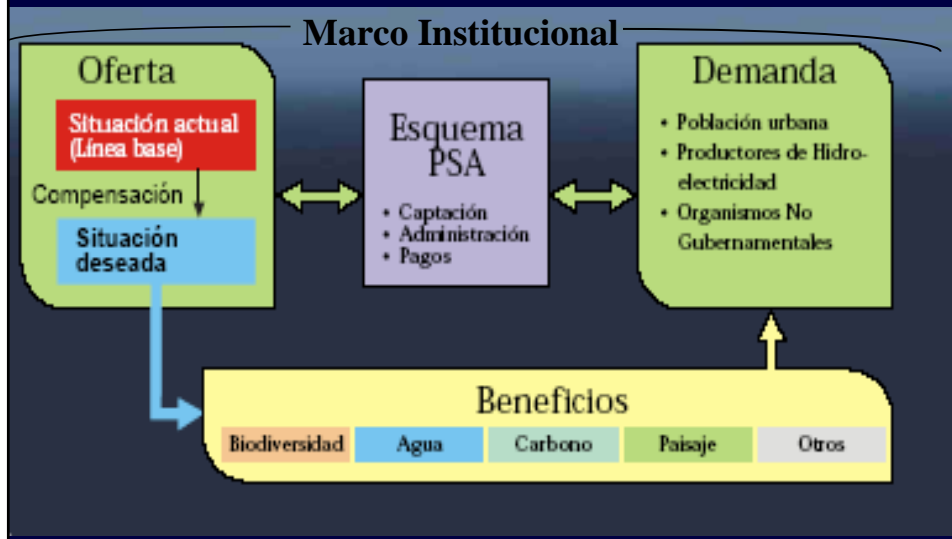 Marco Institucional
Oferta
Situación actual
(Línea base)
Compensación
Situación
deseada
Esquema
PSA
• Captación
• Administración
• Pagos
Demanda
• Población urbana
• Productores de Hidro-
electricidad
• Organismos No
Gubernamentales
Beneficios
Biodiversidad
Agua
Carbono
Paisaje
Otros